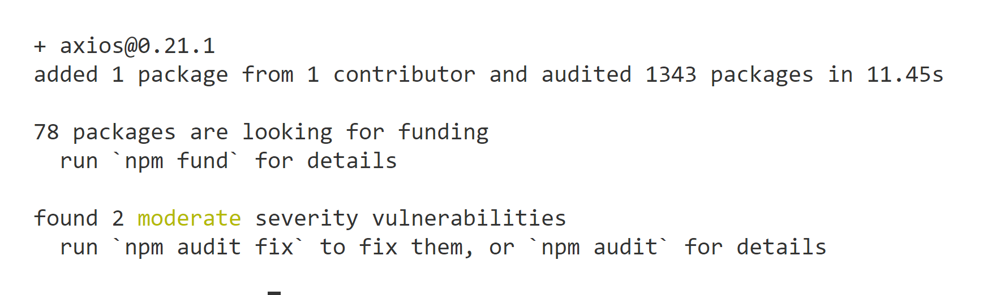 + axios@0.21.1
added 1 package from 1 contributor and audited 1343 packages in 11.45s
78 packages are looking for funding
  run `npm fund` for details
found 2 moderate severity vulnerabilities
  run `npm audit fix` to fix them, or `npm audit` for details